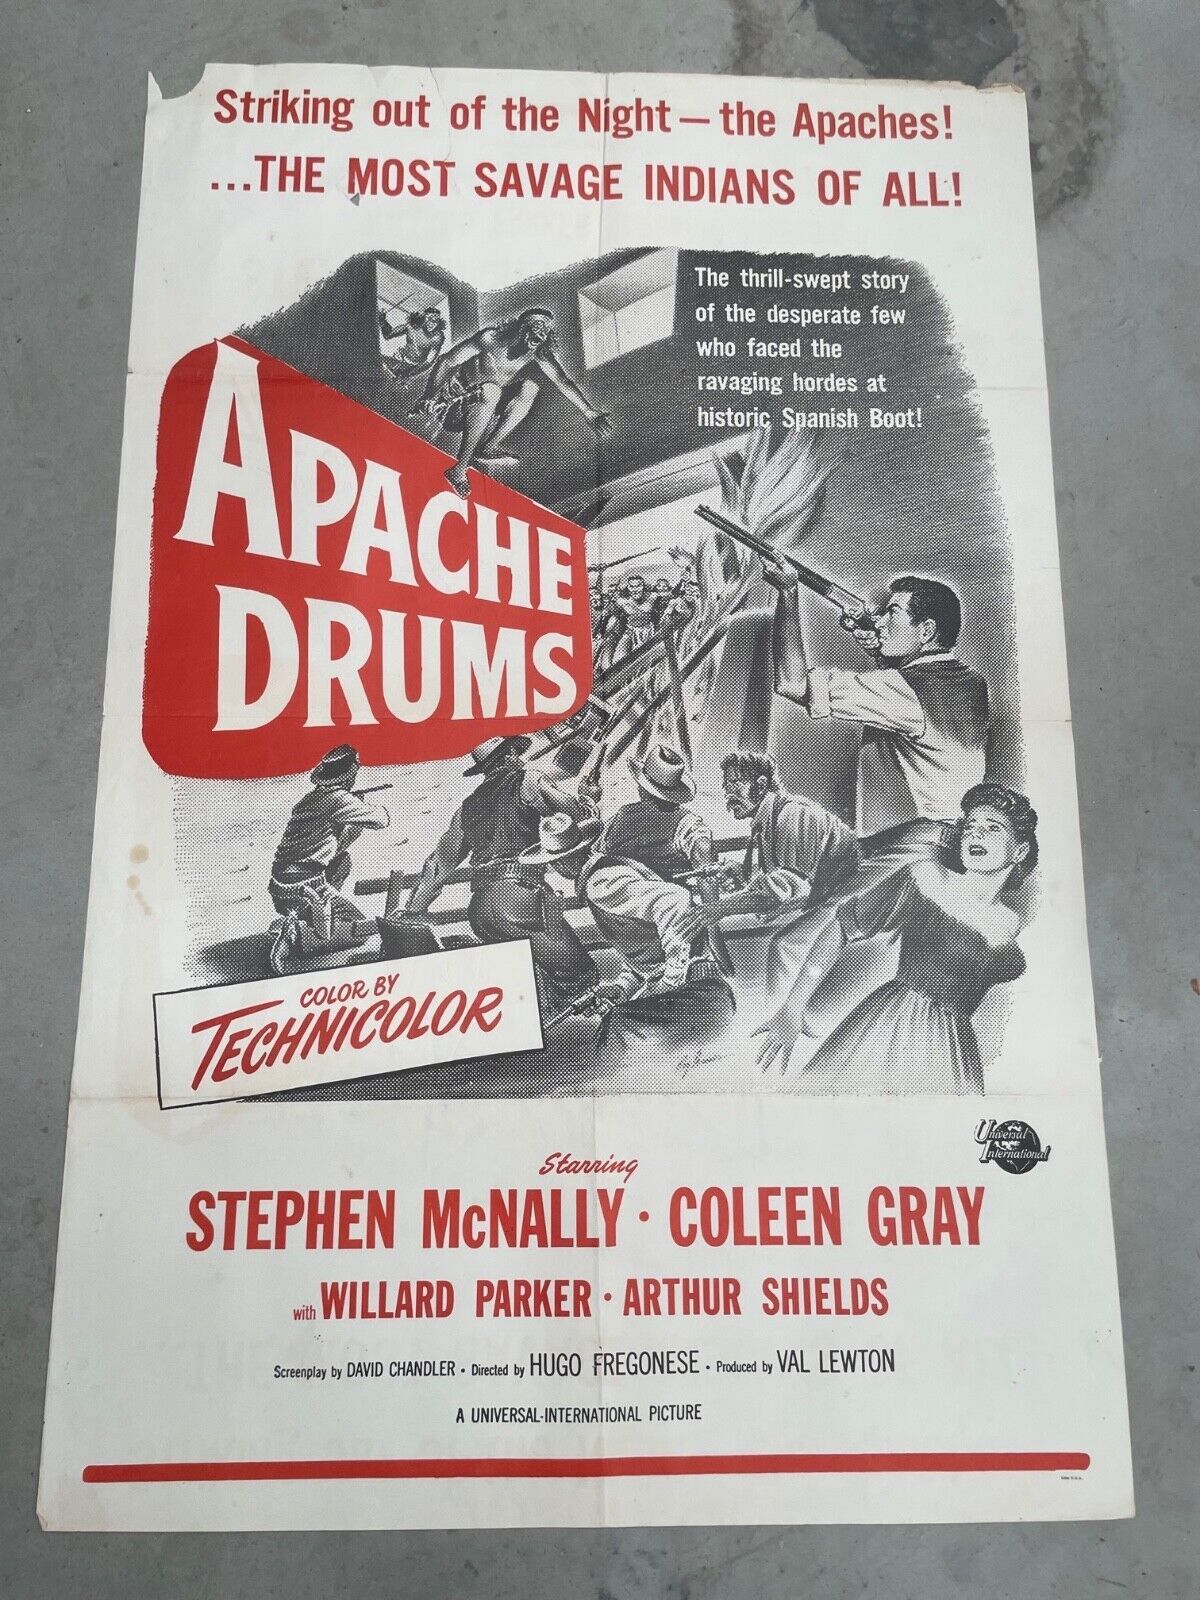 Striking out of the Night — the Apaches!
...THE MOST SAVAGE INDIANS OF ALL!
The thrill-swept story
of the desperate few
who faced the
ravaging hordes at
historic Spanish Boot!
APACHE
DRUMS
COLOR BY
TECHNICOLOR
Universal
International
Starring
STEPHEN McNALLY · COLEEN GRAY
with WILLARD PARKER · ARTHUR SHIELDS
Screenplay by DAVID CHANDLER · Directed by HUGO FREGONESE · Produced by VAL LEWTON
A UNIVERSAL-INTERNATIONAL PICTURE